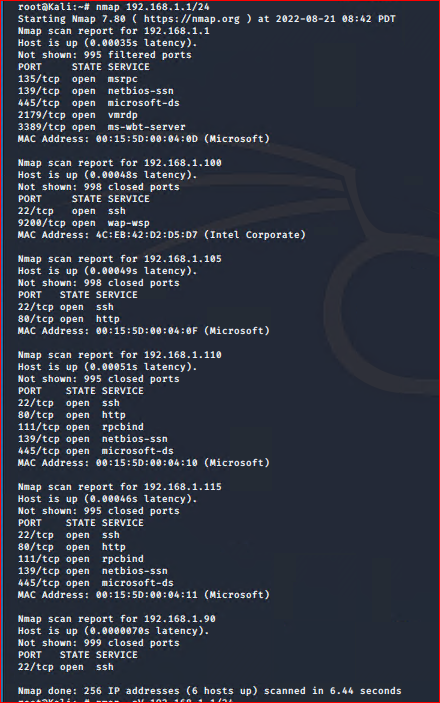 root@Kali:~# nmap 192.168.1.1/24
Starting Nmap 7.80 ( https://nmap.org ) at 2022-08-21 08:42 PDT
Nmap scan report for 192.168.1.1
Host is up (0.00035s latency).
Not shown: 995 filtered ports
PORT     STATE SERVICE
135/tcp  open  msrpc
139/tcp  open  netbios-ssn
445/tcp  open  microsoft-ds
2179/tcp open  vmrdp
3389/tcp open  ms-wbt-server
MAC Address: 00:15:5D:00:04:0D (Microsoft)

Nmap scan report for 192.168.1.100
Host is up (0.00048s latency).
Not shown: 998 closed ports
PORT     STATE SERVICE
22/tcp   open  ssh
9200/tcp open  wap-wsp
MAC Address: 4C:EB:42:D2:D5:D7 (Intel Corporate)

Nmap scan report for 192.168.1.105
Host is up (0.00049s latency).
Not shown: 998 closed ports
PORT   STATE SERVICE
22/tcp open  ssh
80/tcp open  http
MAC Address: 00:15:5D:00:04:0F (Microsoft)

Nmap scan report for 192.168.1.110
Host is up (0.00051s latency).
Not shown: 995 closed ports
PORT    STATE SERVICE
22/tcp  open  ssh
80/tcp  open  http
111/tcp open  rpcbind
139/tcp open  netbios-ssn
445/tcp open  microsoft-ds
MAC Address: 00:15:5D:00:04:10 (Microsoft)

Nmap scan report for 192.168.1.115
Host is up (0.00046s latency).
Not shown: 995 closed ports
PORT    STATE SERVICE
22/tcp  open  ssh
80/tcp  open  http
111/tcp open  rpcbind
139/tcp open  netbios-ssn
445/tcp open  microsoft-ds
MAC Address: 00:15:5D:00:04:11 (Microsoft)

Nmap scan report for 192.168.1.90
Host is up (0.0000070s latency).
Not shown: 999 closed ports
PORT   STATE SERVICE
22/tcp open  ssh

Nmap done: 256 IP addresses (6 hosts up) scanned in 6.44 seconds
root@Kali:~# nmap -sV 192.168.1.1/24